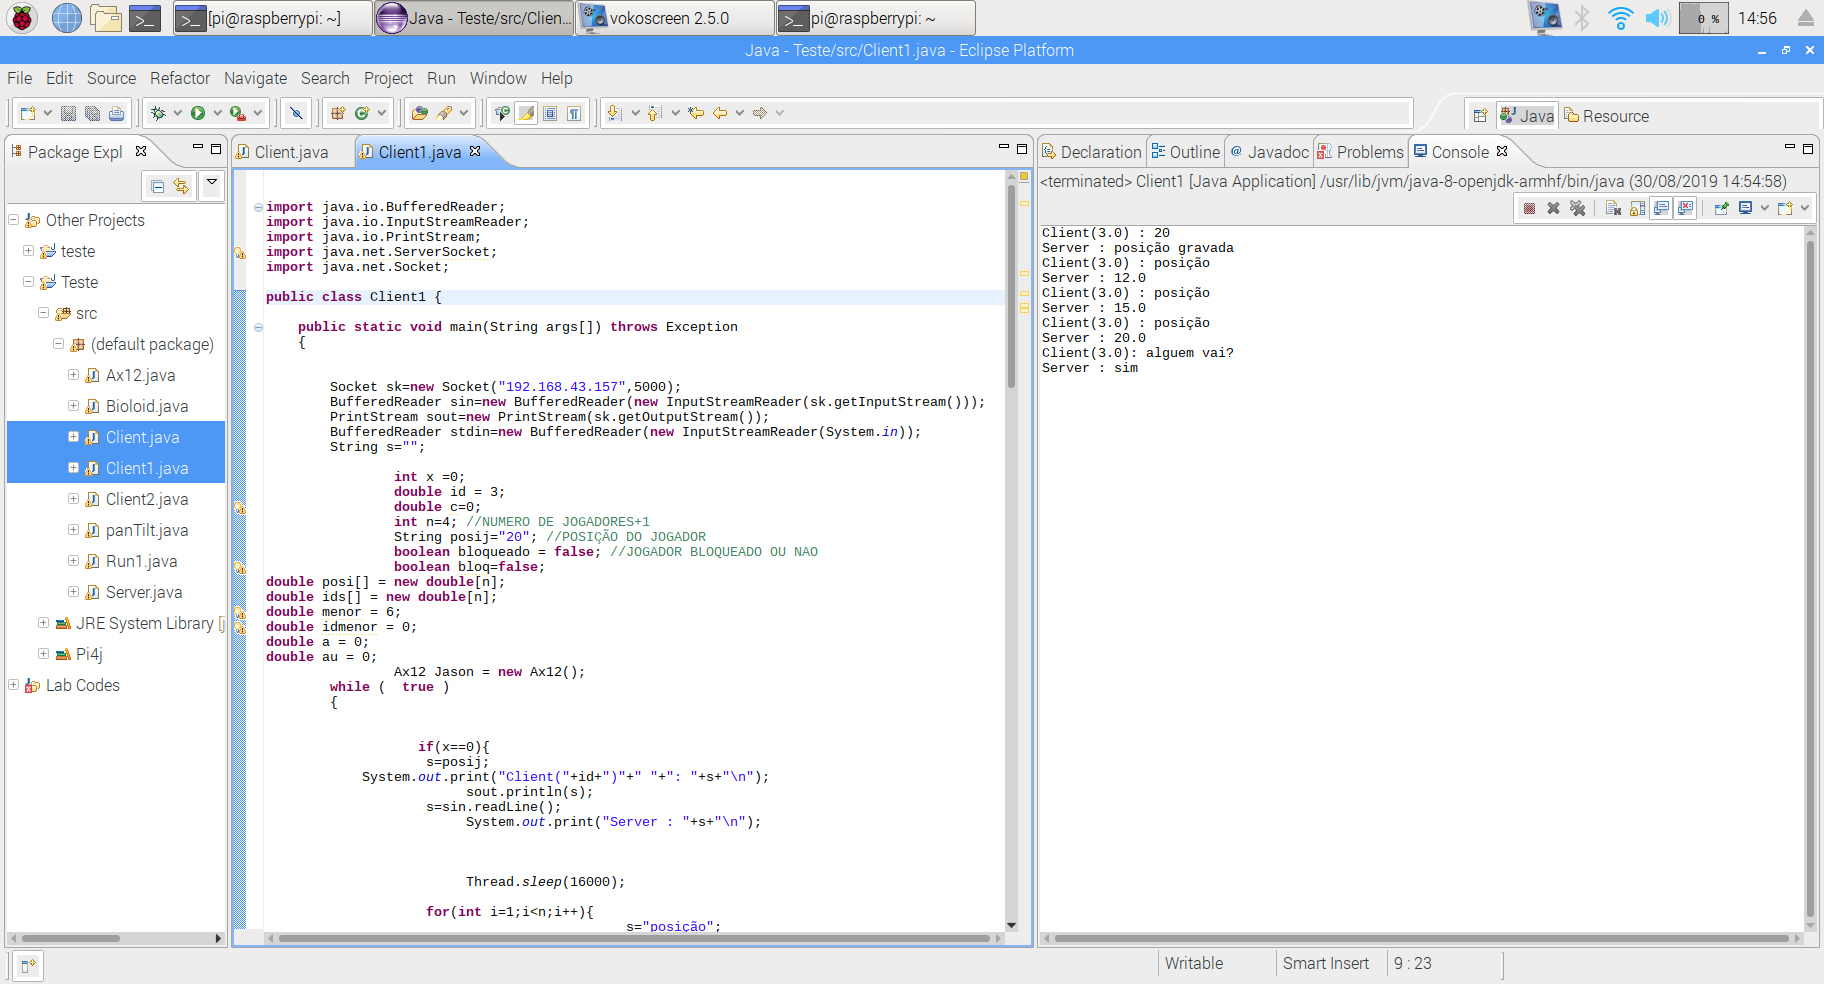 [pi@raspberrypi: ~]
Java - Teste/src/Clien...
vokoscreen 2.5.0
pi@raspberrypi: ~
0 %
14:56
Java - Teste/src/Client1.java - Eclipse Platform
File Edit Source Refactor Navigate Search Project Run Window Help
Java
Resource
Package Expl
Other Projects
teste
Teste
src
(default package)
Ax12.java
Bioloid.java
Client.java
Client1.java
Client2.java
panTilt.java
Run1.java
Server.java
JRE System Library [j
Pi4j
Lab Codes
Client.java
Client1.java
import java.io.BufferedReader;
import java.io.InputStreamReader;
import java.io.PrintStream;
import java.net.ServerSocket;
import java.net.Socket;
public class Client1 {
public static void main(String args[]) throws Exception
{
Socket sk=new Socket("192.168.43.157",5000);
BufferedReader sin=new BufferedReader(new InputStreamReader(sk.getInputStream()));
PrintStream sout=new PrintStream(sk.getOutputStream());
BufferedReader stdin=new BufferedReader(new InputStreamReader(System.in));
String s="";
int x =0;
double id = 3;
double c=0;
int n=4; //NUMERO DE JOGADORES+1
String posij="20"; //POSIÇÃO DO JOGADOR
boolean bloqueado = false; //JOGADOR BLOQUEADO OU NAO
boolean bloq=false;
double posi[] = new double[n];
double ids[] = new double[n];
double menor = 6;
double idmenor = 0;
double a = 0;
double au = 0;
Ax12 Jason = new Ax12();
while (  true )
{
if(x==0){
s=posij;
System.out.print("Client("+id+")"+" "+": "+s+"\n");
sout.println(s);
s=sin.readLine();
System.out.print("Server : "+s+"\n");
Thread.sleep(16000);
for(int i=1;i<n;i++){
s="posição";
Declaration
Outline
@ Javadoc
Problems
Console
<terminated> Client1 [Java Application] /usr/lib/jvm/java-8-openjdk-armhf/bin/java (30/08/2019 14:54:58)
Client(3.0) : 20
Server : posição gravada
Client(3.0) : posição
Server : 12.0
Client(3.0) : posição
Server : 15.0
Client(3.0) : posição
Server : 20.0
Client(3.0): alguem vai?
Server : sim
Writable
Smart Insert
9 : 23